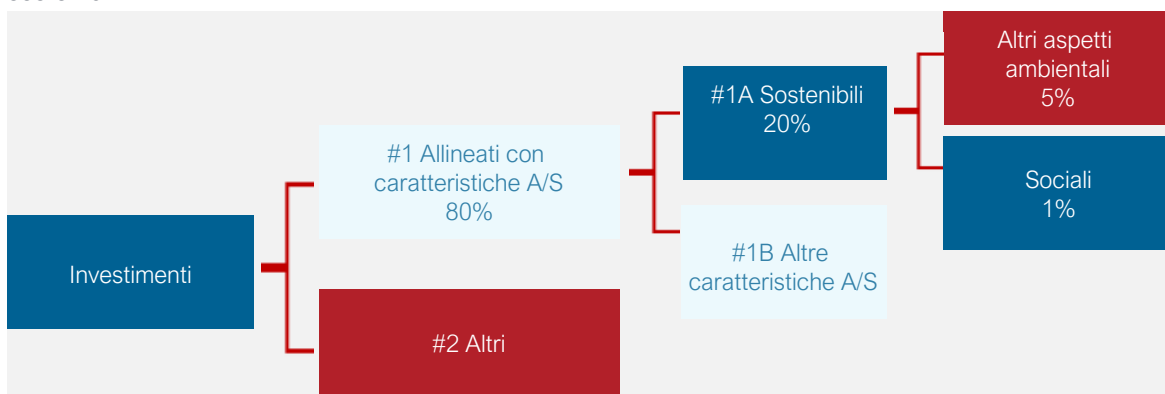 Altri aspetti
ambientali
5%
#1A Sostenibili
20%
#1 Allineati con
caratteristiche A/S
80%
Sociali
1%
Investimenti
#1B Altre
caratteristiche A/S
#2 Altri